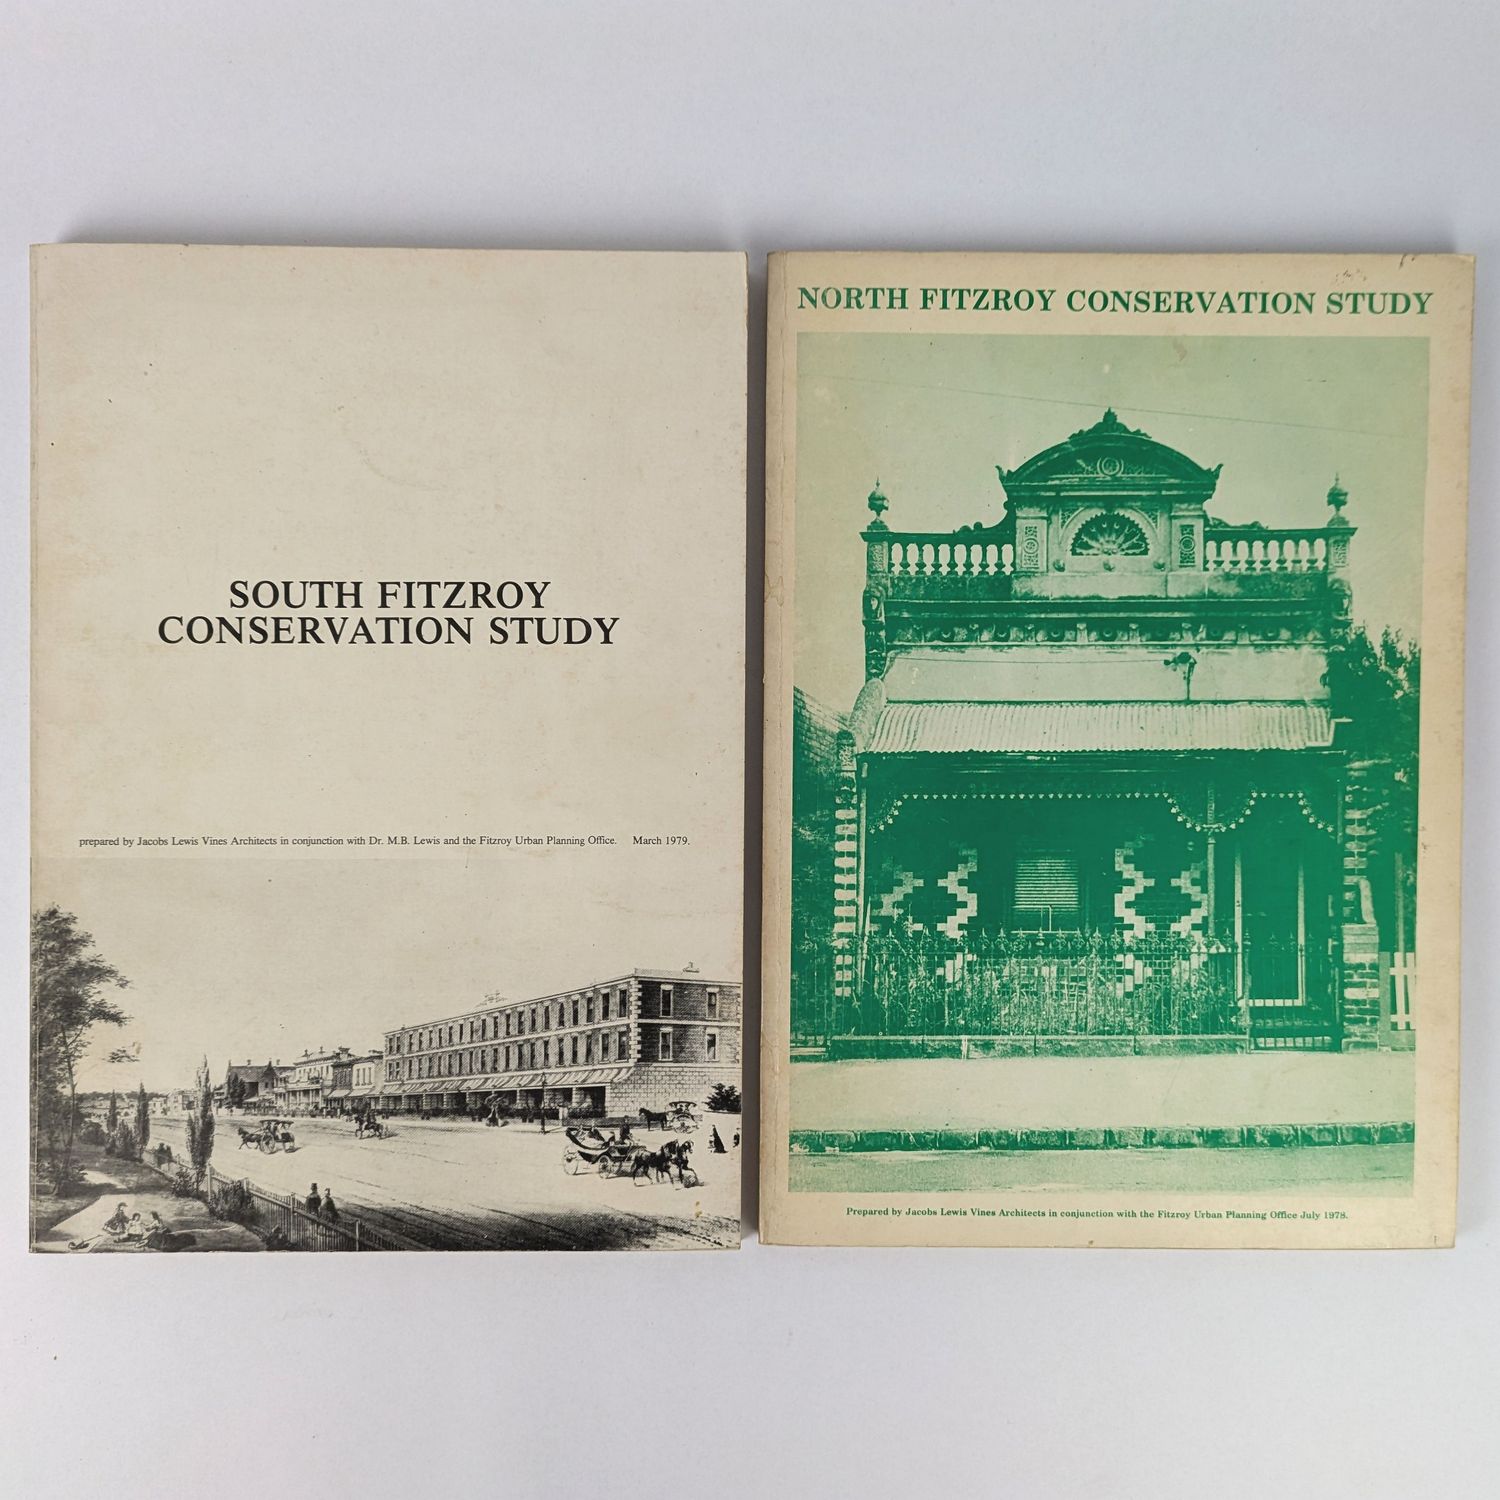 SOUTH FITZROY
CONSERVATION STUDY
prepared by Jacobs Lewis Vines Architects in conjunction with Dr. M.B. Lewis and the Fitzroy Urban Planning Office. March 1979.
NORTH FITZROY CONSERVATION STUDY
Prepared by Jacobs Lewis Vines Architects in conjunction with the Fitzroy Urban Planning Office July 1978.